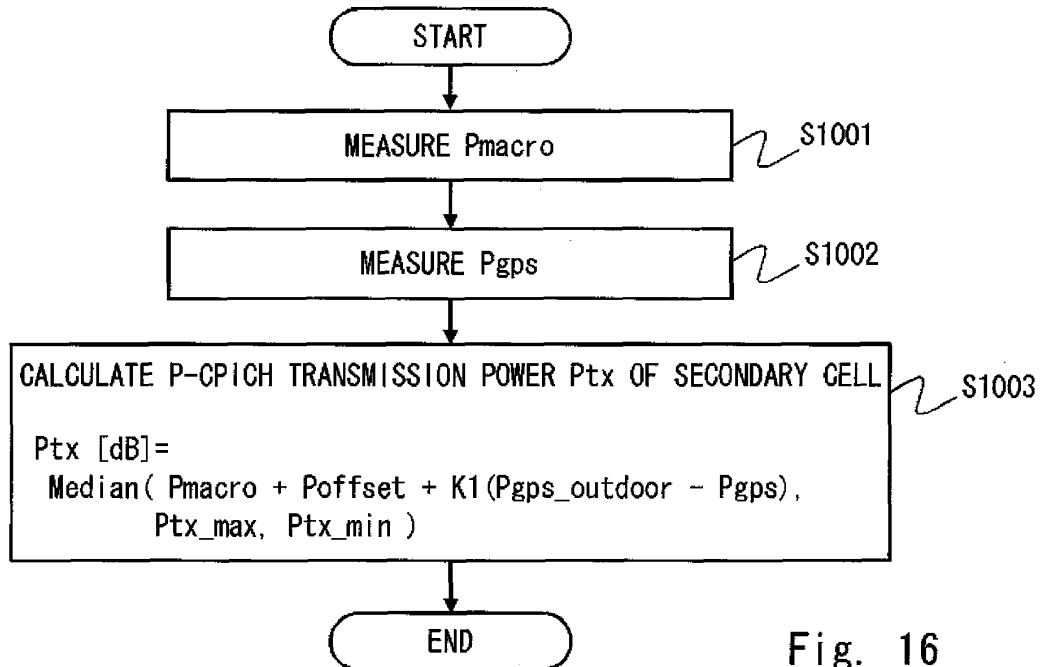 START
MEASURE Pmacro
S1001
MEASURE Pgps
S1002
CALCULATE P-CPICH TRANSMISSION POWER Ptx OF SECONDARY CELL
S1003
Ptx [dB]=
Median( Pmacro + Poffset + K1(Pgps_outdoor - Pgps),
Ptx_max, Ptx_min )
END
Fig. 16